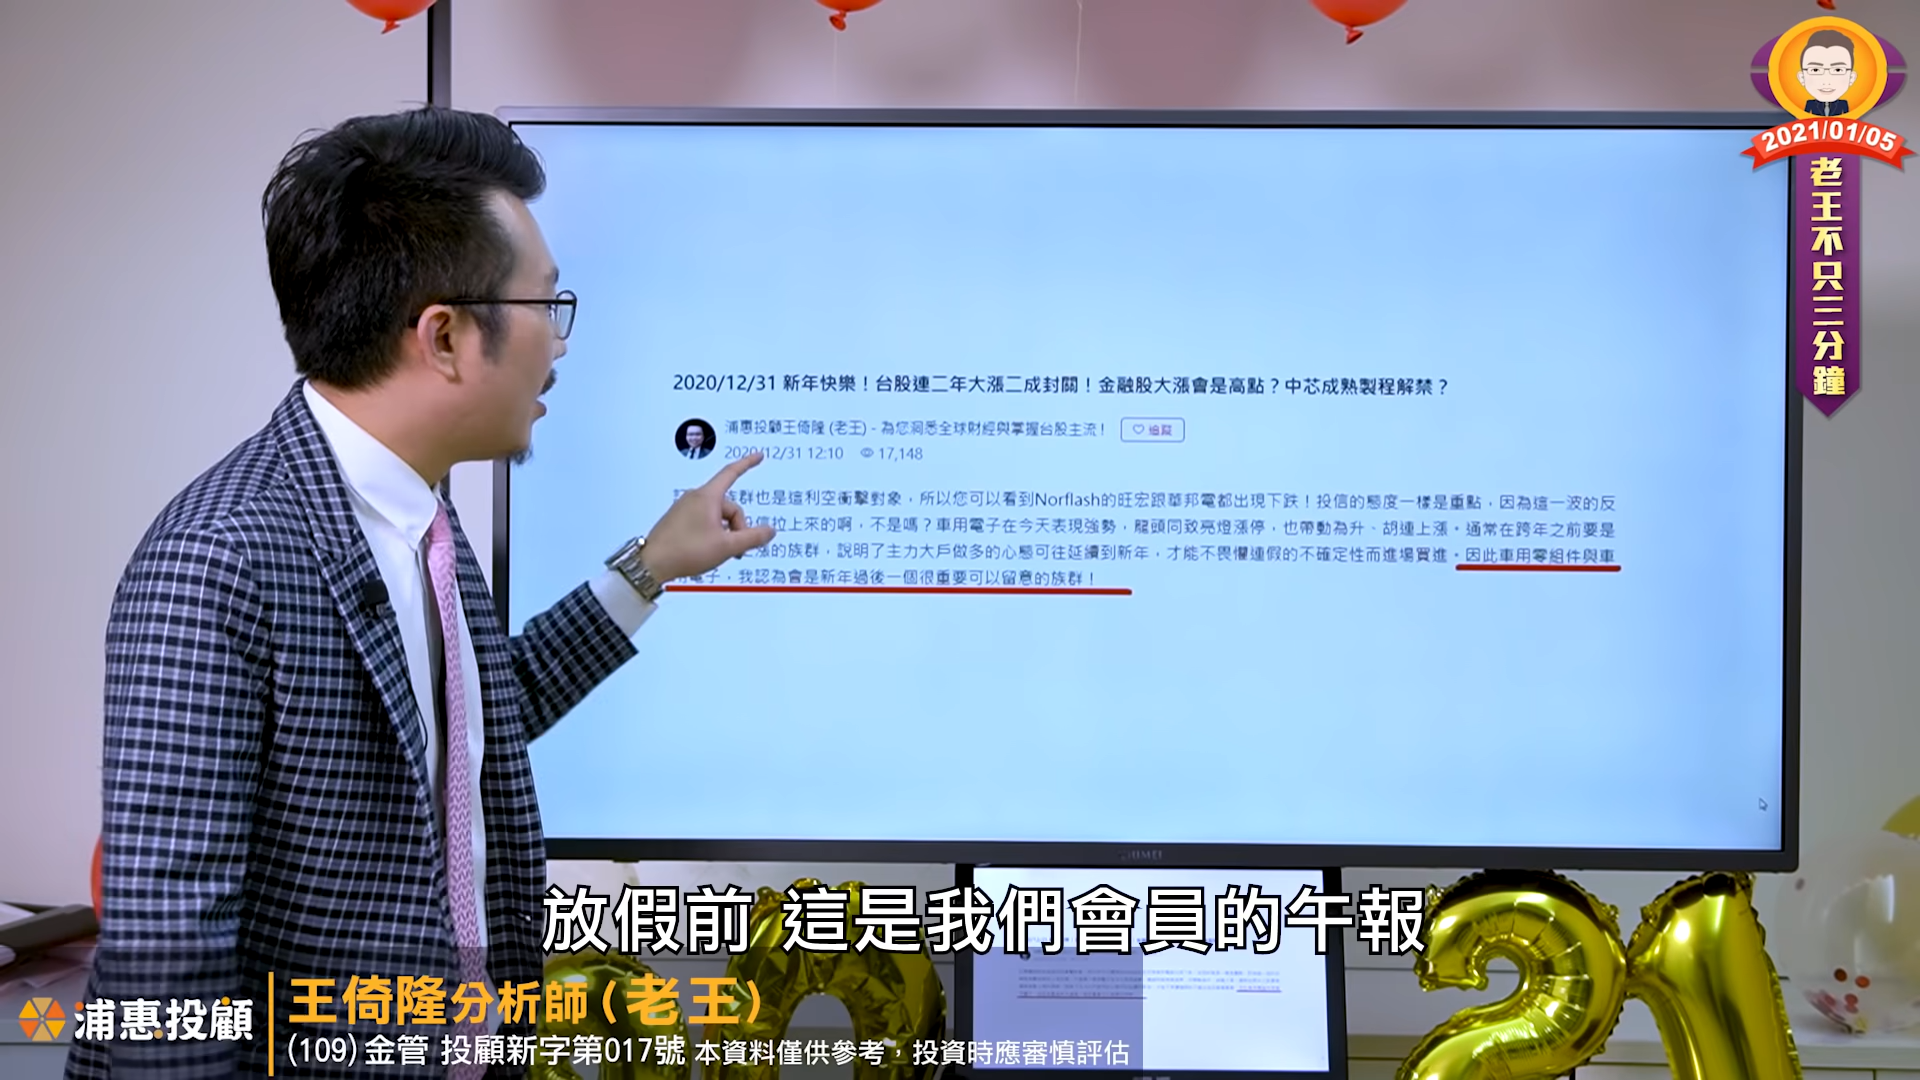 2021/01/05
老王不只三分鐘
2020/12/31 新年快樂！台股連二年大漲二成封關！金融股大漲會是高點？中芯成熟製程解禁？
浦惠投顧王倚隆 (老王) - 為您洞悉全球財經與掌握台股主流！
追蹤
2020/12/31 12:10 17,148
族群也是這利空衝擊對象，所以您可以看到Norflash的旺宏跟華邦電都出現下跌！投信的態度一樣是重點，因為這一波的反
投信拉上來的啊，不是嗎？車用電子在今天表現強勢，龍頭同致亮燈漲停，也帶動為升、胡連上漲。通常在跨年之前要是
上漲的族群，說明了主力大戶做多的心態可往延續到新年，才能不畏懼連假的不確定性而進場買進。因此車用零組件與車
用電子，我認為會是新年過後一個很重要可以留意的族群！
放假前 這是我們會員的午報
21
浦惠投顧
王倚隆分析師(老王)
(109) 金管 投顧新字第017號 本資料僅供參考，投資時應審慎評估